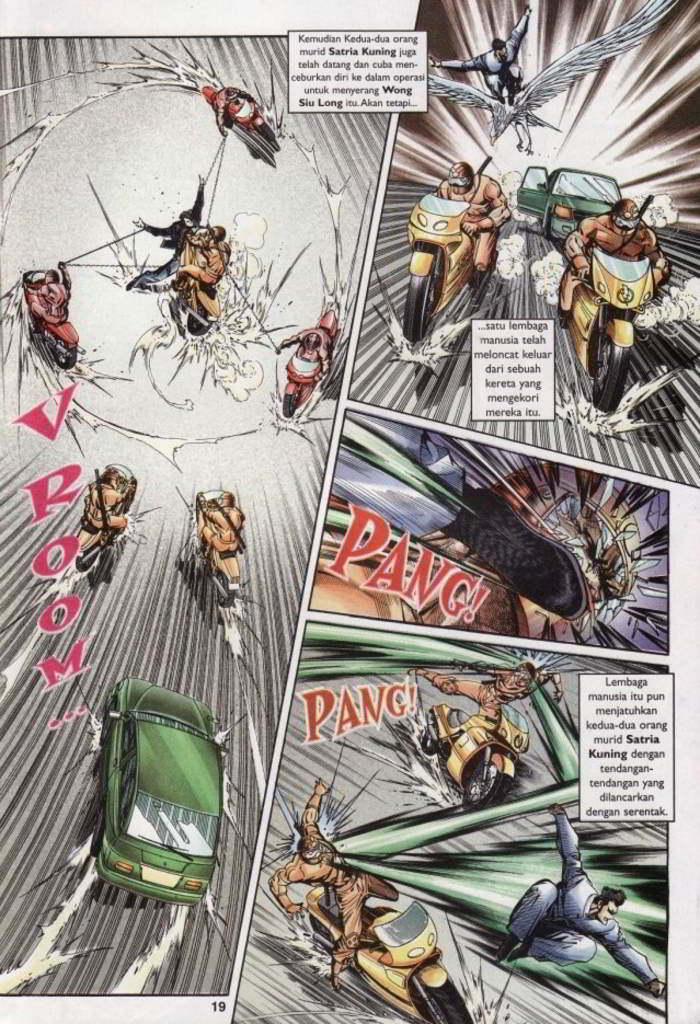 Kemudian Kedua-dua orang
murid Satria Kuning juga
telah datang dan cuba men-
ceburkan diri ke dalam operasi
untuk menyerang Wong
Siu Long itu. Akan tetapi...
VROOM...
...satu lembaga
manusia telah
meloncat keluar
dari sebuah
kereta yang
mengekori
mereka itu.
PANG!
PANG!
Lembaga
manusia itu pun
menjatuhkan
kedua-dua orang
murid Satria
Kuning dengan
tendangan-
tendangan yang
dilancarkan
dengan serentak.
19